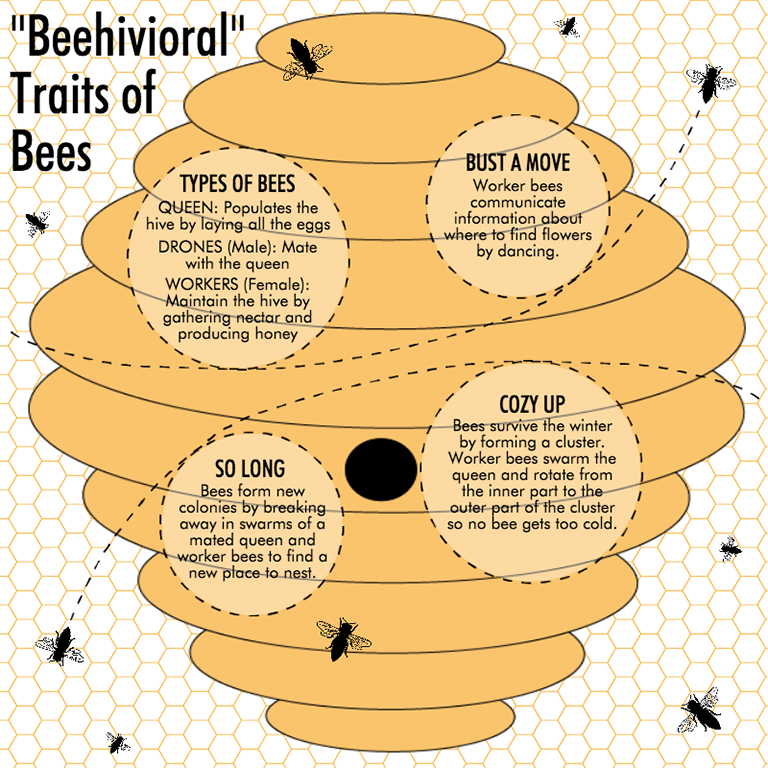 "Beehivioral"
Traits of
Bees
TYPES OF BEES
QUEEN: Populates the
hive by laying all the eggs
DRONES (Male): Mate
with the queen
WORKERS (Female):
Maintain the hive by
gathering nectar and
producing honey
BUST A MOVE
Worker bees
communicate
information about
where to find flowers
by dancing.
SO LONG
Bees form new
colonies by breaking
away in swarms of a
mated queen and
worker bees to find a
new place to nest.
COZY UP
Bees survive the winter
by forming a cluster.
Worker bees swarm the
queen and rotate from
the inner part to the
outer part of the cluster
so no bee gets too cold.